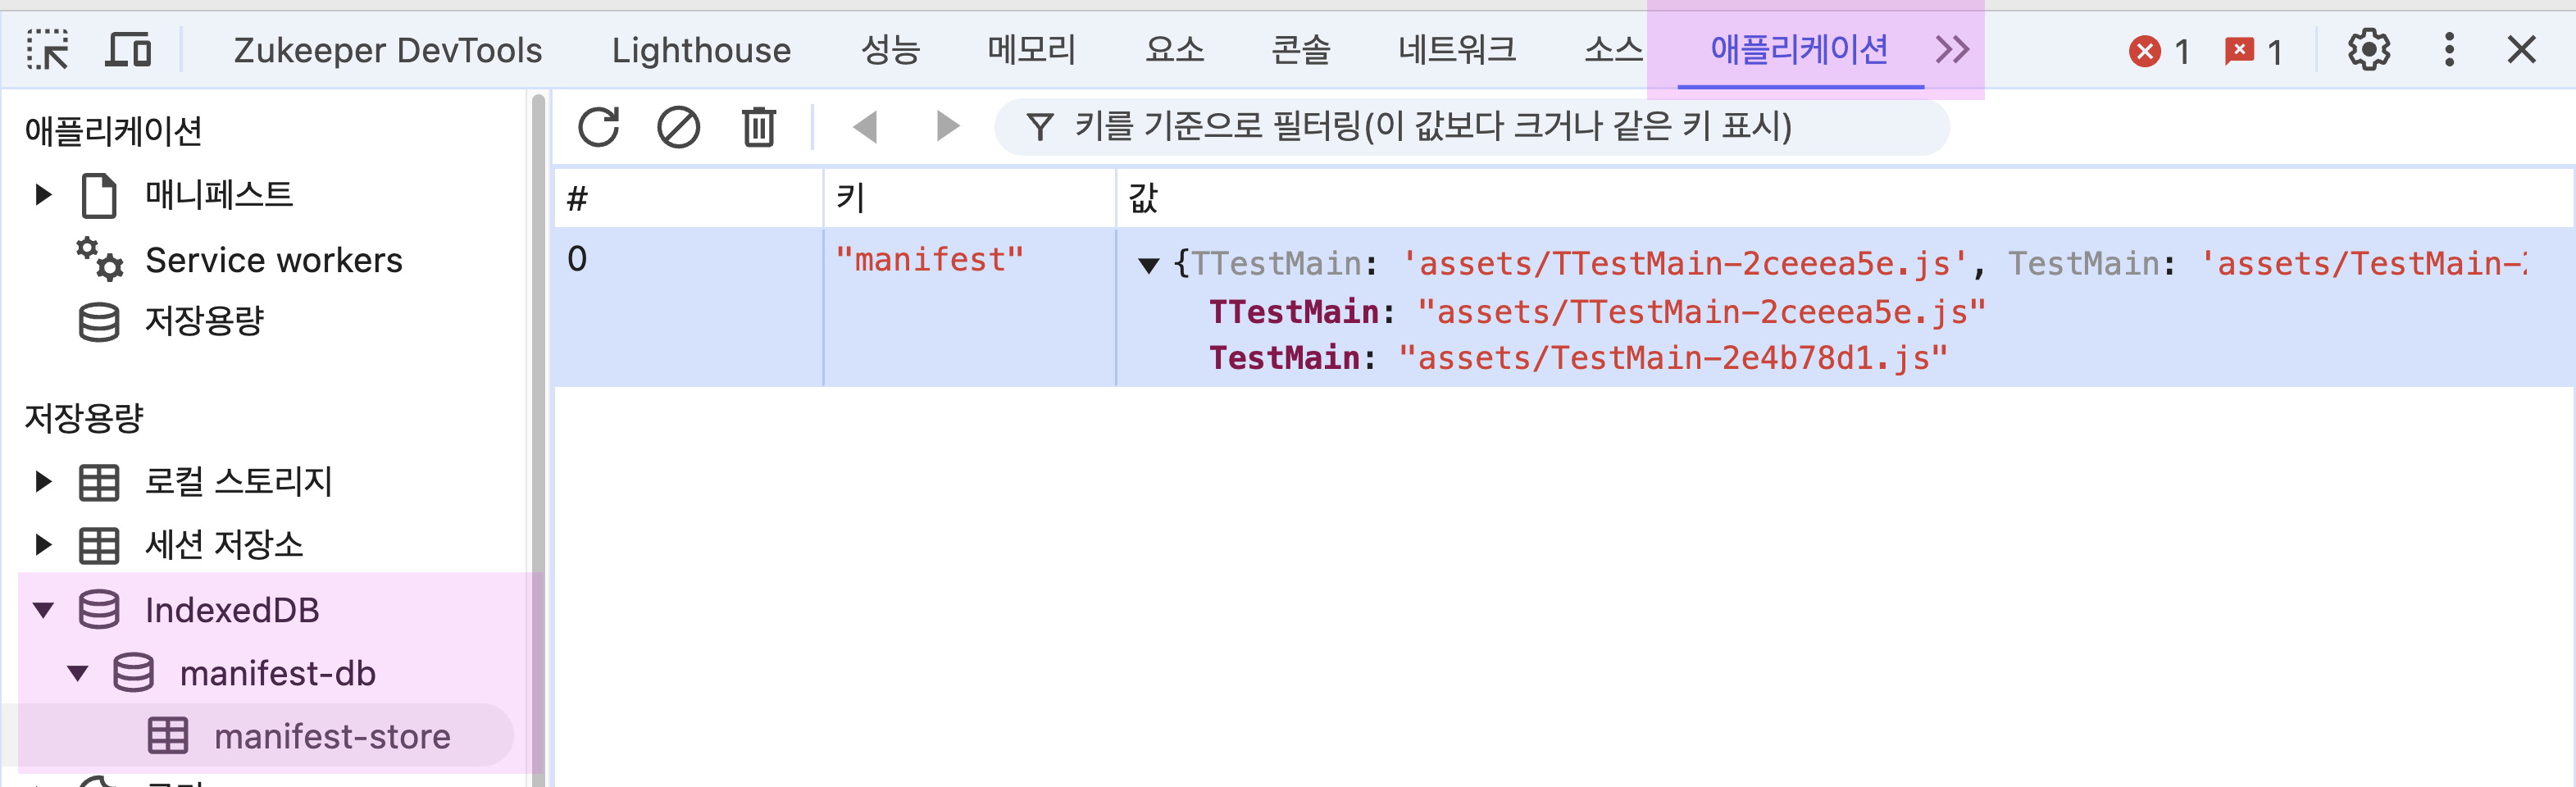 Zukeeper DevTools Lighthouse 성능 메모리 요소 콘솔 네트워크 소스 애플리케이션 1 1
애플리케이션
매니페스트
Service workers
저장용량
저장용량
로컬 스토리지
세션 저장소
IndexedDB
manifest-db
manifest-store
키를 기준으로 필터링(이 값보다 크거나 같은 키 표시)
# 키 값
0 "manifest" {TTestMain: 'assets/TTestMain-2ceeea5e.js', TestMain: 'assets/TestMain-
TTestMain: "assets/TTestMain-2ceeea5e.js"
TestMain: "assets/TestMain-2e4b78d1.js"